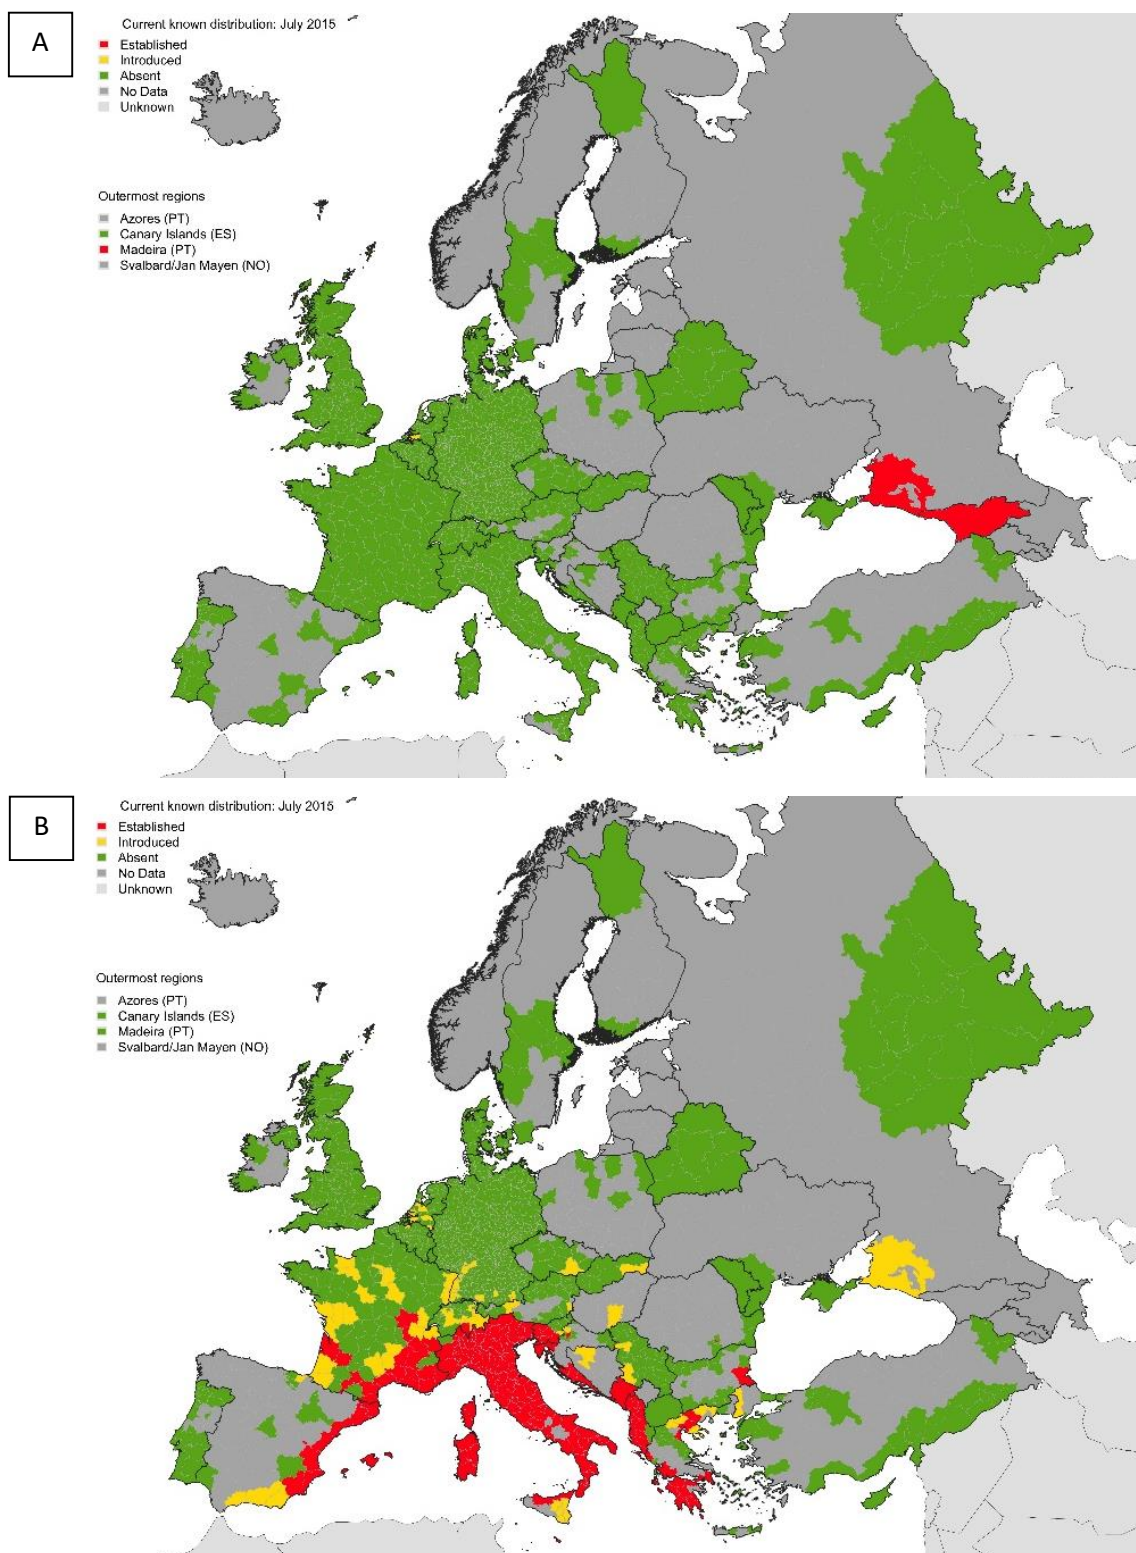 A
Current known distribution: July 2015
Established
Introduced
Absent
No Data
Unknown
Outermost regions
Azores (PT)
Canary Islands (ES)
Madeira (PT)
Svalbard/Jan Mayen (NO)
B
Current known distribution: July 2015
Established
Introduced
Absent
No Data
Unknown
Outermost regions
Azores (PT)
Canary Islands (ES)
Madeira (PT)
Svalbard/Jan Mayen (NO)